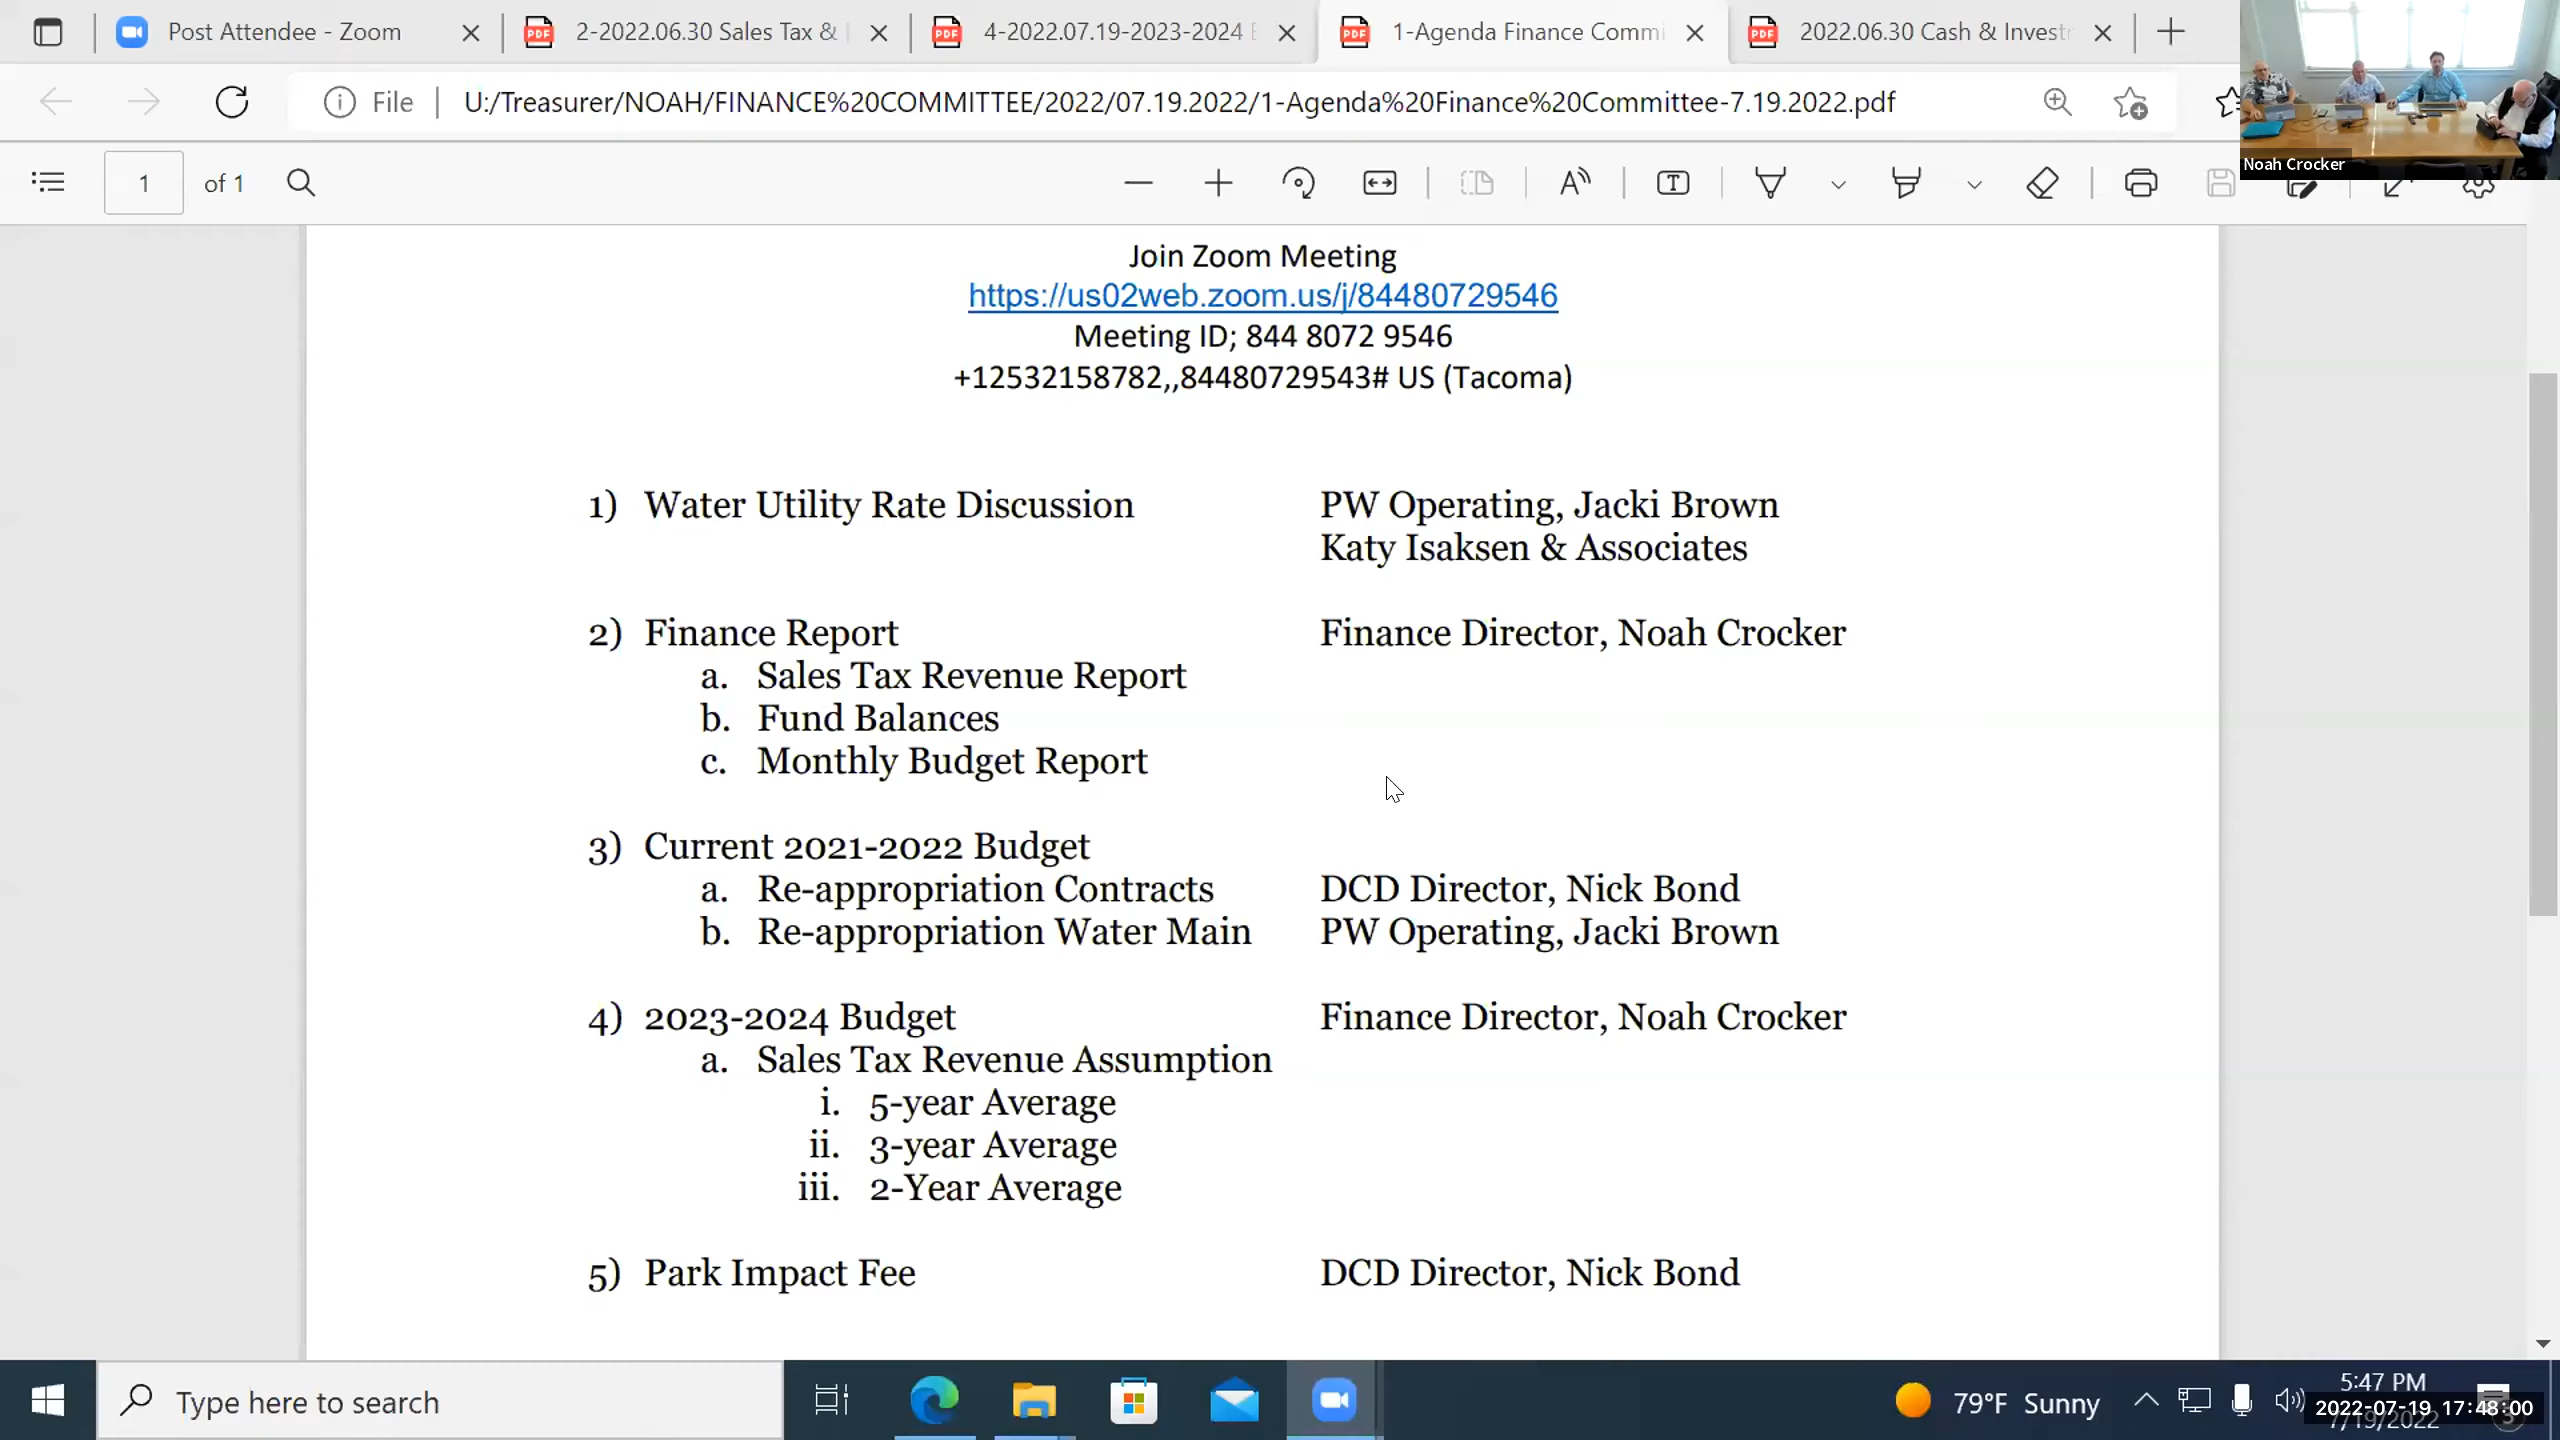 Post Attendee - Zoom
2-2022.06.30 Sales Tax &
4-2022.07.19-2023-2024
1-Agenda Finance Commi
2022.06.30 Cash & Invest
File
U:/Treasurer/NOAH/FINANCE%20COMMITTEE/2022/07.19.2022/1-Agenda%20Finance%20Committee-7.19.2022.pdf
Noah Crocker
1 of 1
Join Zoom Meeting
https://us02web.zoom.us/j/84480729546
Meeting ID; 844 8072 9546
+12532158782,,84480729543# US (Tacoma)
1) Water Utility Rate Discussion PW Operating, Jacki Brown
Katy Isaksen & Associates
2) Finance Report Finance Director, Noah Crocker
a. Sales Tax Revenue Report
b. Fund Balances
c. Monthly Budget Report
3) Current 2021-2022 Budget
a. Re-appropriation Contracts DCD Director, Nick Bond
b. Re-appropriation Water Main PW Operating, Jacki Brown
4) 2023-2024 Budget Finance Director, Noah Crocker
a. Sales Tax Revenue Assumption
i. 5-year Average
ii. 3-year Average
iii. 2-Year Average
5) Park Impact Fee DCD Director, Nick Bond
Type here to search
79°F Sunny
5:47 PM
2022-07-19 17:48:00
7/19/2022